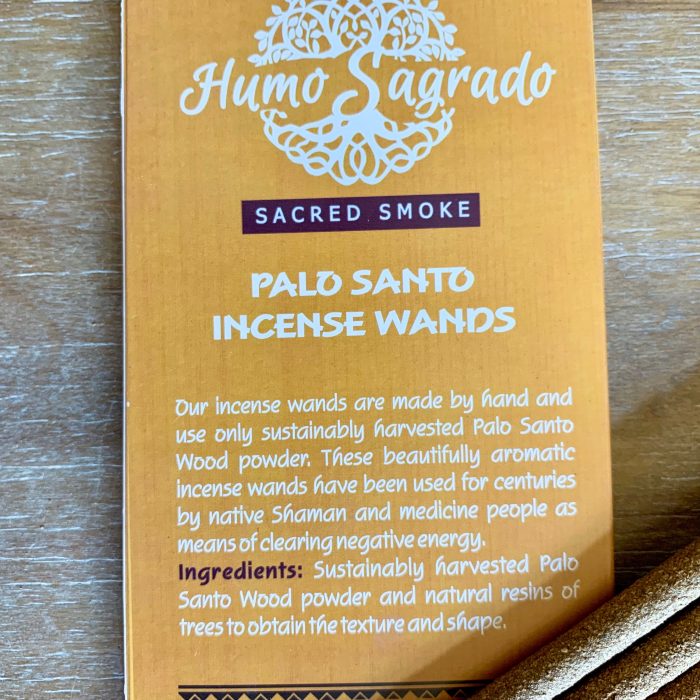 Humo Sagrado
SACRED SMOKE
PALO SANTO
INCENSE WANDS
Our incense wands are made by hand and
use only sustainably harvested Palo Santo
Wood powder. These beautifully aromatic
incense wands have been used for centuries
by native Shaman and medicine people as
means of clearing negative energy.
Ingredients: Sustainably harvested Palo
Santo Wood powder and natural resins of
trees to obtain the texture and shape.